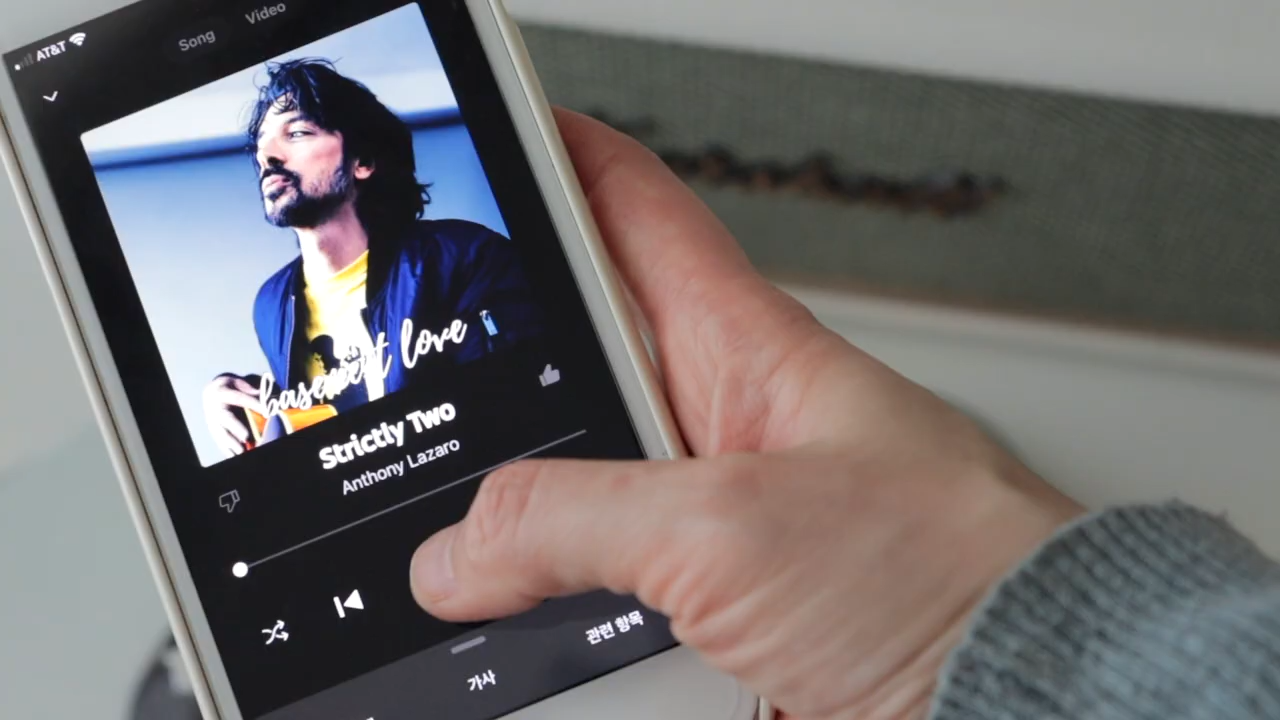 AT&T
Song
Video
basement love
Strictly Two
Anthony Lazaro
관련 항목
가사